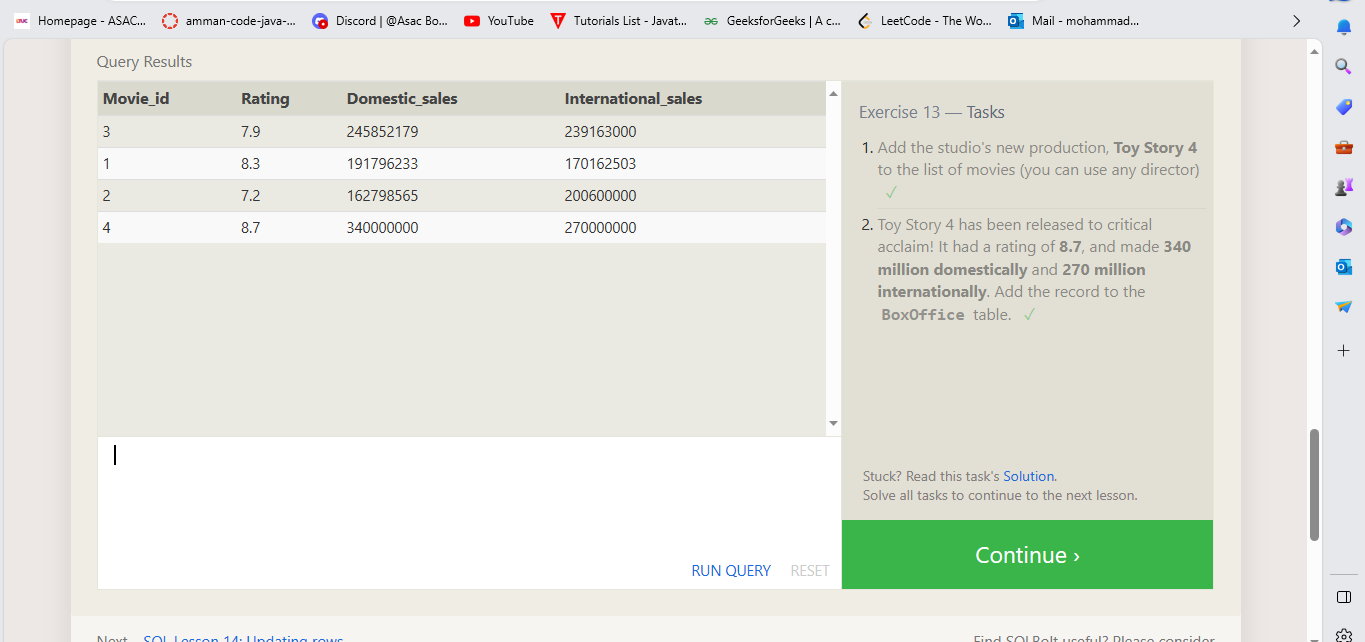 Homepage - ASAC... amman-code-java-... Discord | @Asac Bo... YouTube Tutorials List - Javat... GeeksforGeeks | A c... LeetCode - The Wo... Mail - mohammad...
Query Results
Movie_id Rating Domestic_sales International_sales
3 7.9 245852179 239163000
1 8.3 191796233 170162503
2 7.2 162798565 200600000
4 8.7 340000000 270000000
Exercise 13 — Tasks
1. Add the studio's new production, Toy Story 4
to the list of movies (you can use any director)
✓
2. Toy Story 4 has been released to critical
acclaim! It had a rating of 8.7, and made 340
million domestically and 270 million
internationally. Add the record to the
BoxOffice table. ✓
Stuck? Read this task's Solution.
Solve all tasks to continue to the next lesson.
RUN QUERY RESET
Continue ›
Next – SQL Lesson 14: Updating rows
Find SQLBolt useful? Please consider